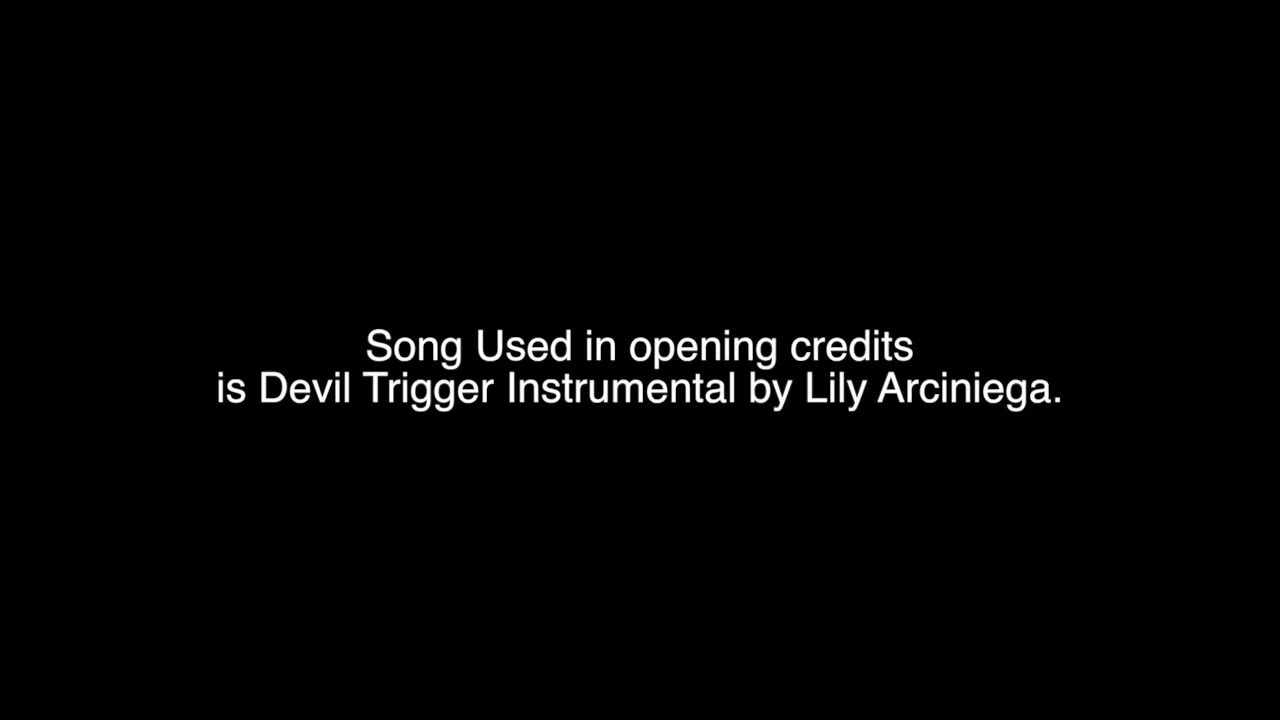 Song Used in opening credits
is Devil Trigger Instrumental by Lily Arciniega.